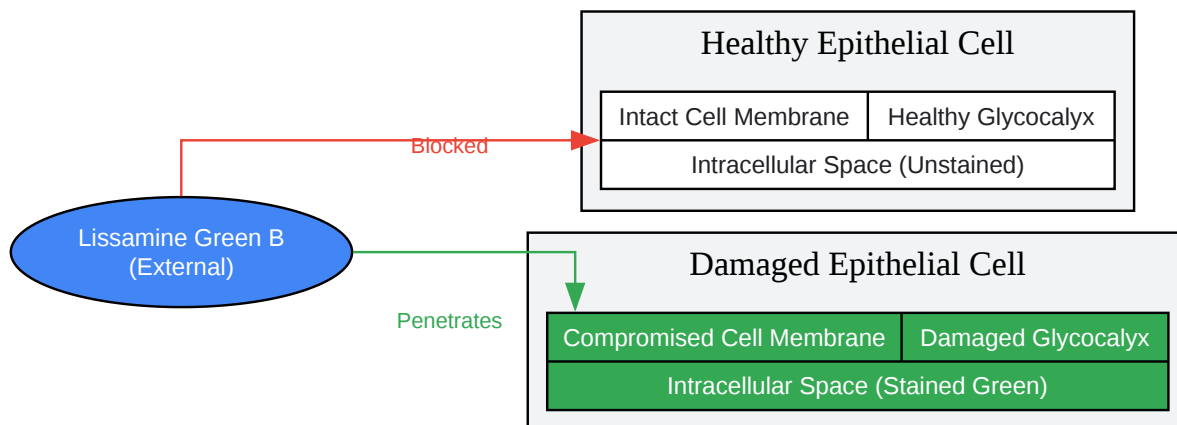 Healthy Epithelial Cell
Intact Cell Membrane
Healthy Glycocalyx
Blocked
Intracellular Space (Unstained)
Lissamine Green B
(External)
Damaged Epithelial Cell
Penetrates
Compromised Cell Membrane
Damaged Glycocalyx
Intracellular Space (Stained Green)